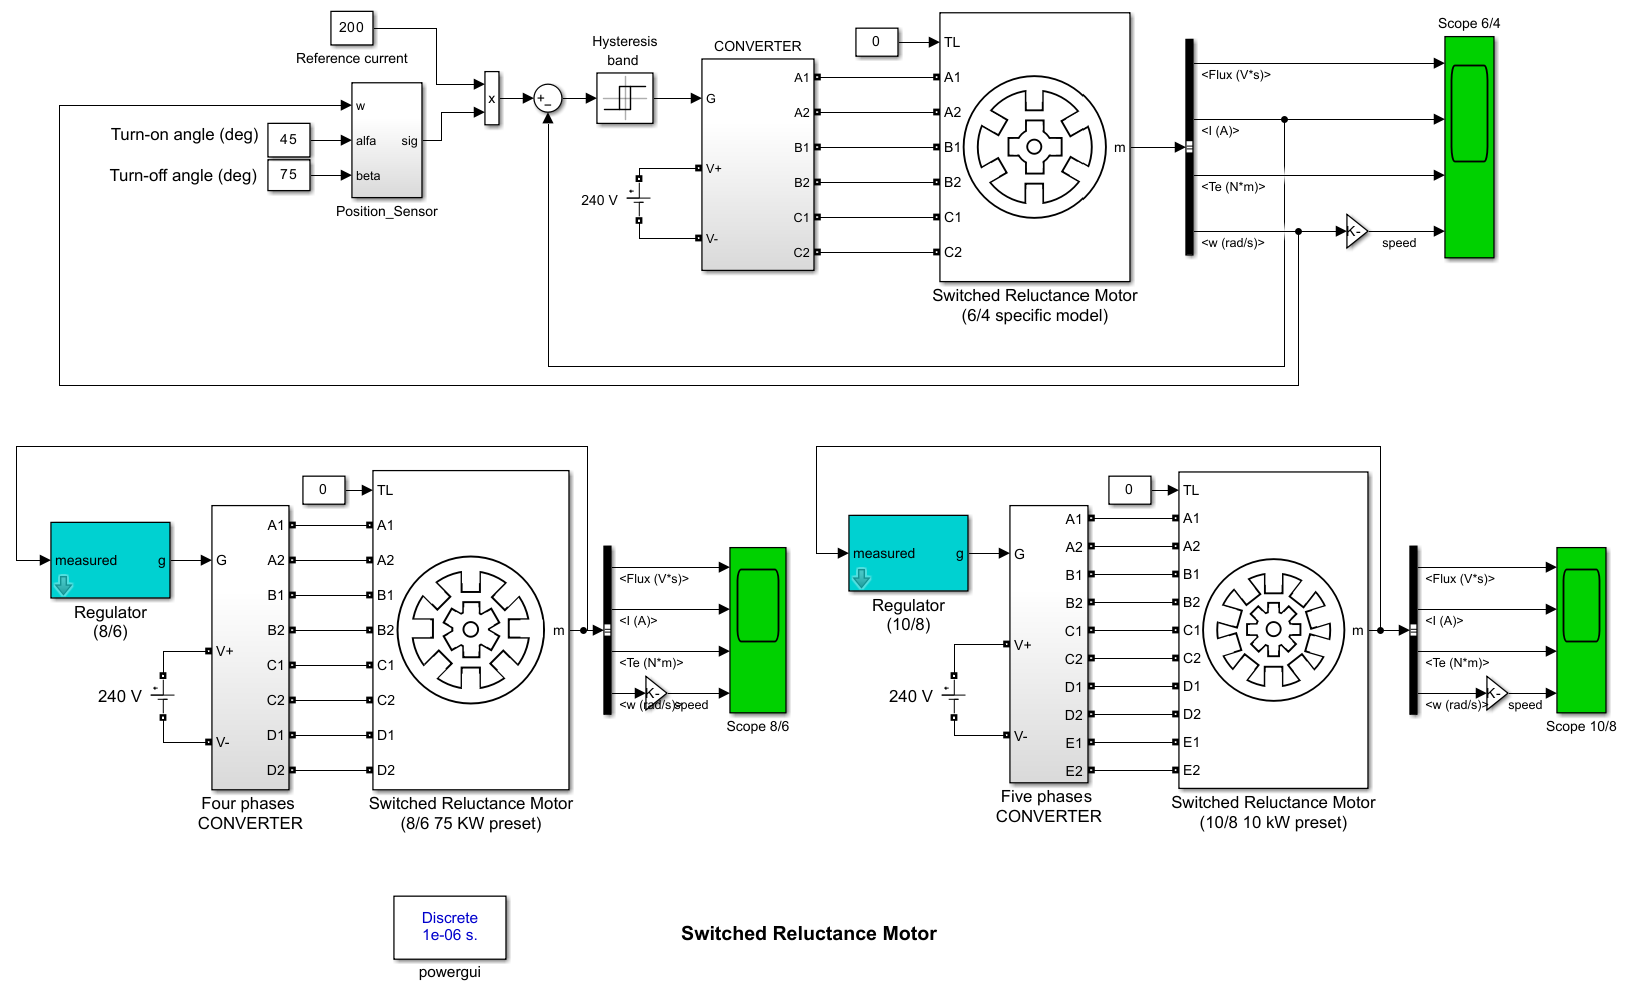 200
Reference current
w
alfa
beta
sig
Turn-on angle (deg)
45
Turn-off angle (deg)
75
Position_Sensor
x
+
−
Hysteresis
band
CONVERTER
G
V+
V-
A1
A2
B1
B2
C1
C2
240 V
+
0
TL
A1
A2
B1
B2
C1
C2
m
Switched Reluctance Motor
(6/4 specific model)
<Flux (V*s)>
<I (A)>
<Te (N*m)>
<w (rad/s)>
K-
speed
Scope 6/4
measured
g
Regulator
(8/6)
G
V+
V-
A1
A2
B1
B2
C1
C2
D1
D2
240 V
+
Four phases
CONVERTER
0
TL
A1
A2
B1
B2
C1
C2
D1
D2
m
Switched Reluctance Motor
(8/6 75 KW preset)
<Flux (V*s)>
<I (A)>
<Te (N*m)>
<w (rad/s)>
K-
speed
Scope 8/6
measured
g
Regulator
(10/8)
G
V+
V-
A1
A2
B1
B2
C1
C2
D1
D2
E1
E2
240 V
+
Five phases
CONVERTER
0
TL
A1
A2
B1
B2
C1
C2
D1
D2
E1
E2
m
Switched Reluctance Motor
(10/8 10 kW preset)
<Flux (V*s)>
<I (A)>
<Te (N*m)>
<w (rad/s)>
K-
speed
Scope 10/8
Discrete
1e-06 s.
powergui
Switched Reluctance Motor